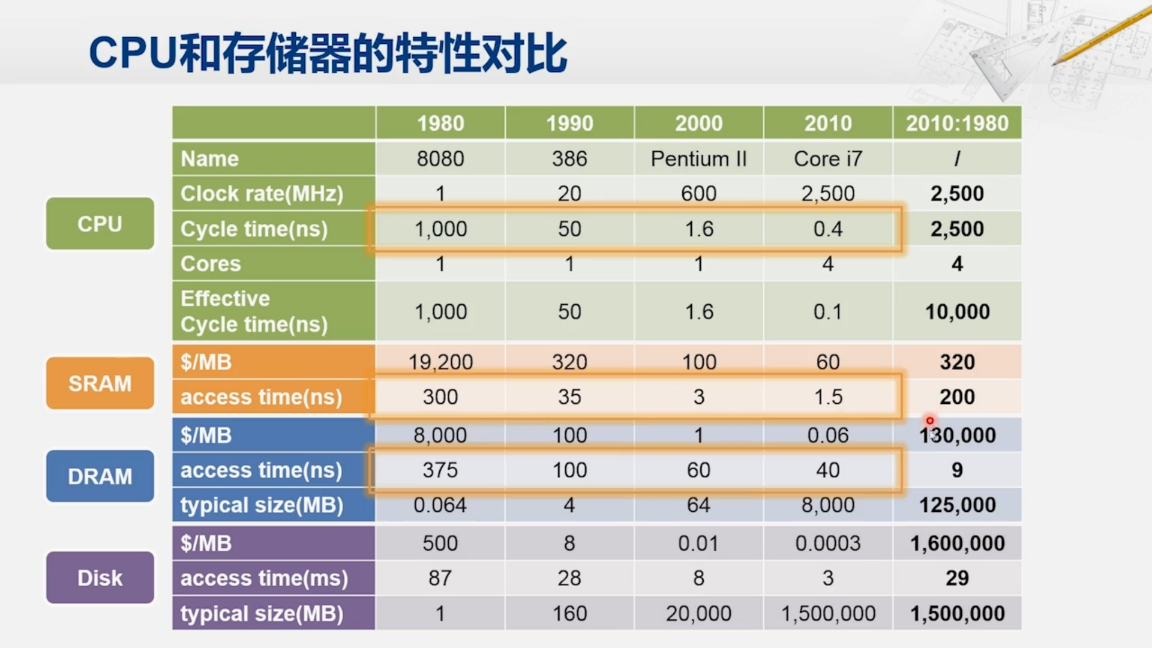 CPU和存储器的特性对比
1980 1990 2000 2010 2010:1980
Name 8080 386 Pentium II Core i7 /
Clock rate(MHz) 1 20 600 2,500 2,500
CPU
Cycle time(ns) 1,000 50 1.6 0.4 2,500
Cores 1 1 1 4 4
Effective
Cycle time(ns) 1,000 50 1.6 0.1 10,000
$/MB 19,200 320 100 60 320
SRAM
access time(ns) 300 35 3 1.5 200
$/MB 8,000 100 1 0.06 130,000
DRAM
access time(ns) 375 100 60 40 9
typical size(MB) 0.064 4 64 8,000 125,000
$/MB 500 8 0.01 0.0003 1,600,000
Disk
access time(ms) 87 28 8 3 29
typical size(MB) 1 160 20,000 1,500,000 1,500,000